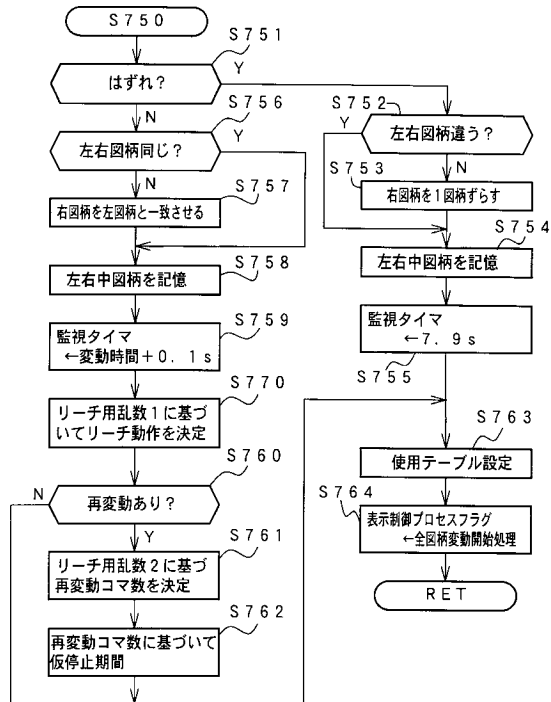 S750
S751
はずれ?
Y
N
S756
左右図柄同じ?
Y
N
S757
右図柄を左図柄と一致させる
S758
左右中図柄を記憶
S759
監視タイマ
←変動時間+0.1s
S770
リーチ用乱数1に基づ
いてリーチ動作を決定
S760
N
再変動あり?
Y
S761
リーチ用乱数2に基づ
再変動コマ数を決定
S762
再変動コマ数に基づいて
仮停止期間
S752
Y
左右図柄違う?
N
S753
右図柄を1図柄ずらす
S754
左右中図柄を記憶
監視タイマ
←7.9s
S755
S763
使用テーブル設定
S764
表示制御プロセスフラグ
←全図柄変動開始処理
RET